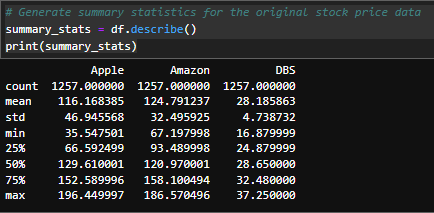 # Generate summary statistics for the original stock price data
summary_stats = df.describe()
print(summary_stats)
Apple Amazon DBS
count 1257.000000 1257.000000 1257.000000
mean 116.168385 124.791237 28.185863
std 46.945568 32.495925 4.738732
min 35.547501 67.197998 16.879999
25% 66.592499 93.489998 24.879999
50% 129.610001 120.970001 28.650000
75% 152.589996 158.100494 32.480000
max 196.449997 186.570496 37.250000